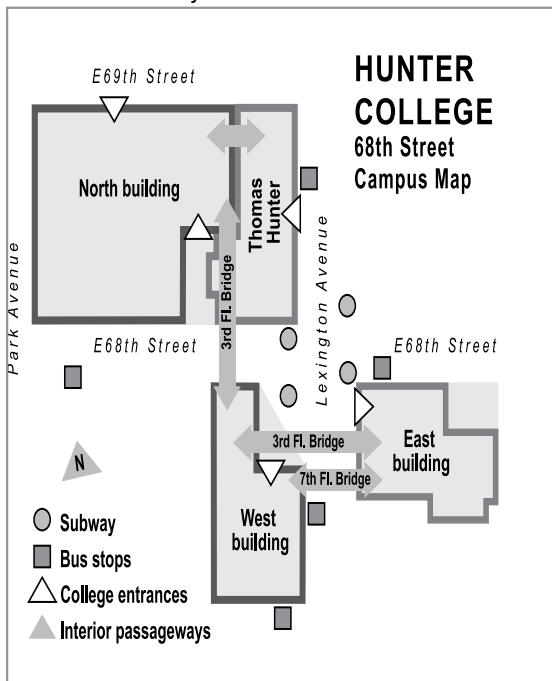 HUNTER
COLLEGE
68th Street
Campus Map
E69th Street
North building
Thomas
Hunter
Park Avenue
3rd Fl. Bridge
Lexington Avenue
E68th Street
E68th Street
3rd Fl. Bridge
7th Fl. Bridge
East
building
West
building
N
Subway
Bus stops
College entrances
Interior passageways